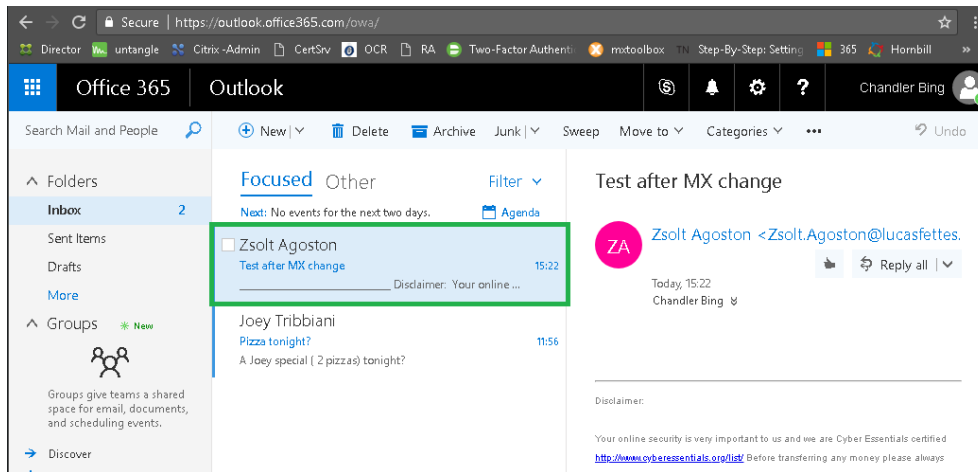 Secure | https://outlook.office365.com/owa/
Director untangle Citrix-Admin CertSrv OCR RA Two-Factor Authenti mxtoolbox TN Step-By-Step: Setting 365 Hornbill »
Office 365 Outlook ? Chandler Bing
Search Mail and People New | Delete Archive Junk | Sweep Move to Categories ••• Undo
Folders
Inbox 2
Sent Items
Drafts
More
Groups New
Groups give teams a shared
space for email, documents,
and scheduling events.
Discover
Focused Other Filter
Next: No events for the next two days. Agenda
Zsolt Agoston
Test after MX change 15:22
____________________ Disclaimer: Your online ...
Joey Tribbiani
Pizza tonight? 11:56
A Joey special ( 2 pizzas) tonight?
Test after MX change
ZA
Zsolt Agoston <Zsolt.Agoston@lucasfettes.
Reply all |
Today, 15:22
Chandler Bing
Disclaimer:
Your online security is very important to us and we are Cyber Essentials certified
http://www.cyberessentials.org/list/ Before transferring any money please always